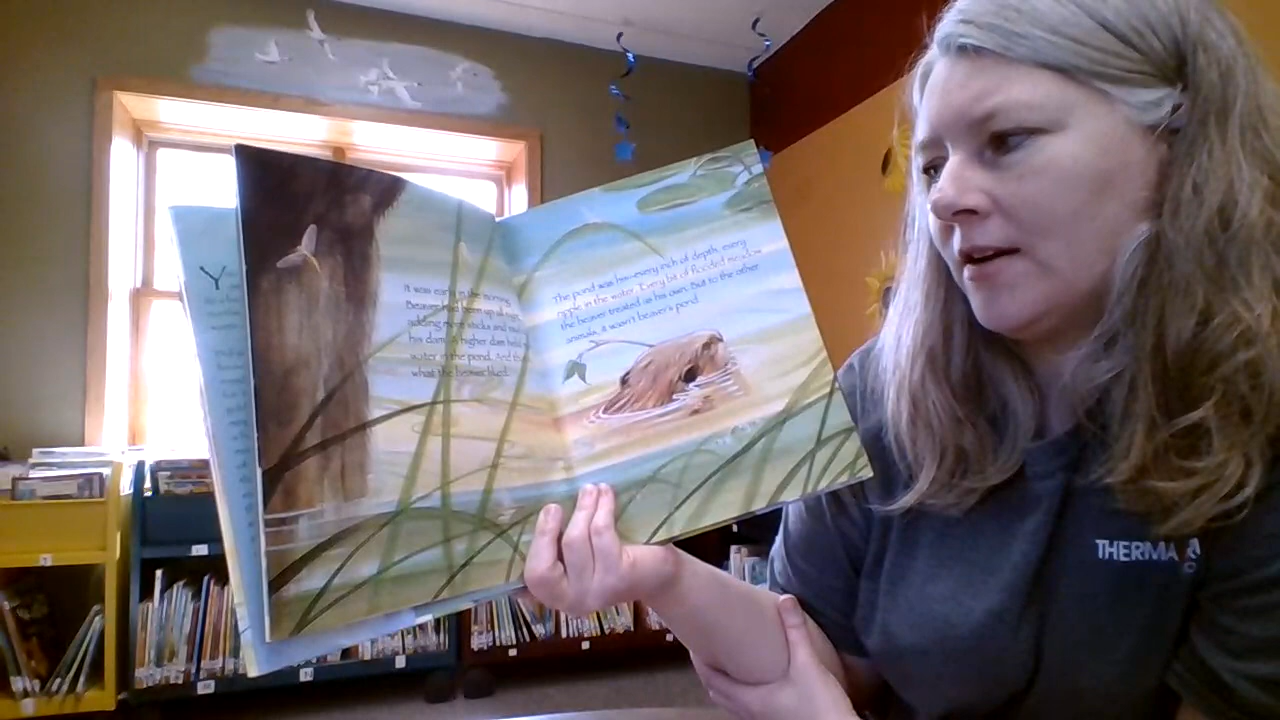 Y
It was early in the morning.
Beaver had been up all night
adding more sticks and mud
his dam. A higher dam held
water in the pond. And
what the beaver liked.
The pond was his—every inch of depth, every
ripple in the water. Every bit of flooded meadow
the beaver treated as his own. But to the other
animals, it wasn't beaver's pond.
THERMA
N